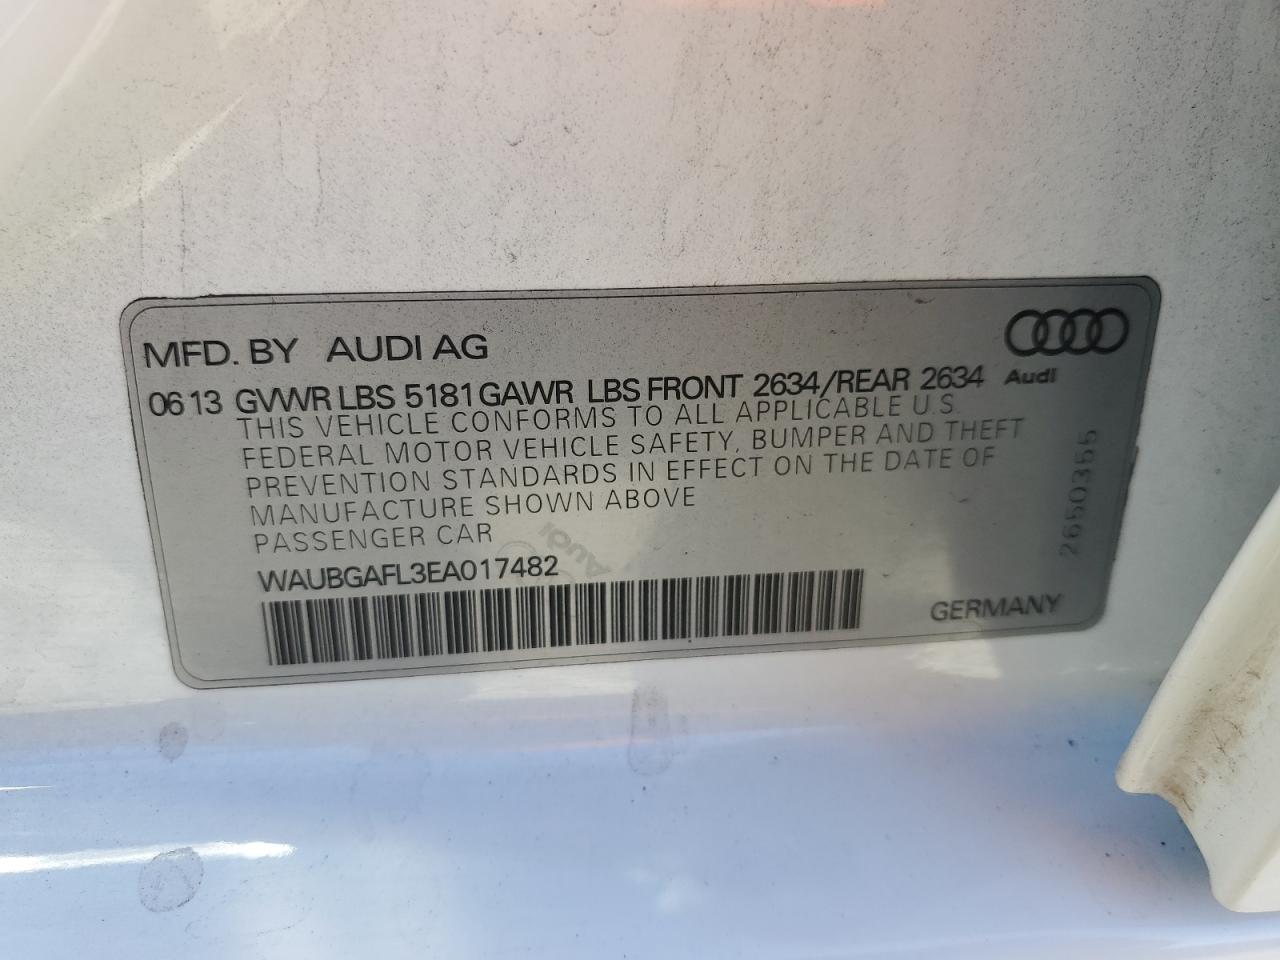 MFD. BY AUDI AG
0613 GVWR LBS 5181 GAWR LBS FRONT 2634/REAR 2634
Audi
THIS VEHICLE CONFORMS TO ALL APPLICABLE U.S.
FEDERAL MOTOR VEHICLE SAFETY, BUMPER AND THEFT
PREVENTION STANDARDS IN EFFECT ON THE DATE OF
MANUFACTURE SHOWN ABOVE
PASSENGER CAR
WAUBGAFL3EA017482
GERMANY
2650355
Audi